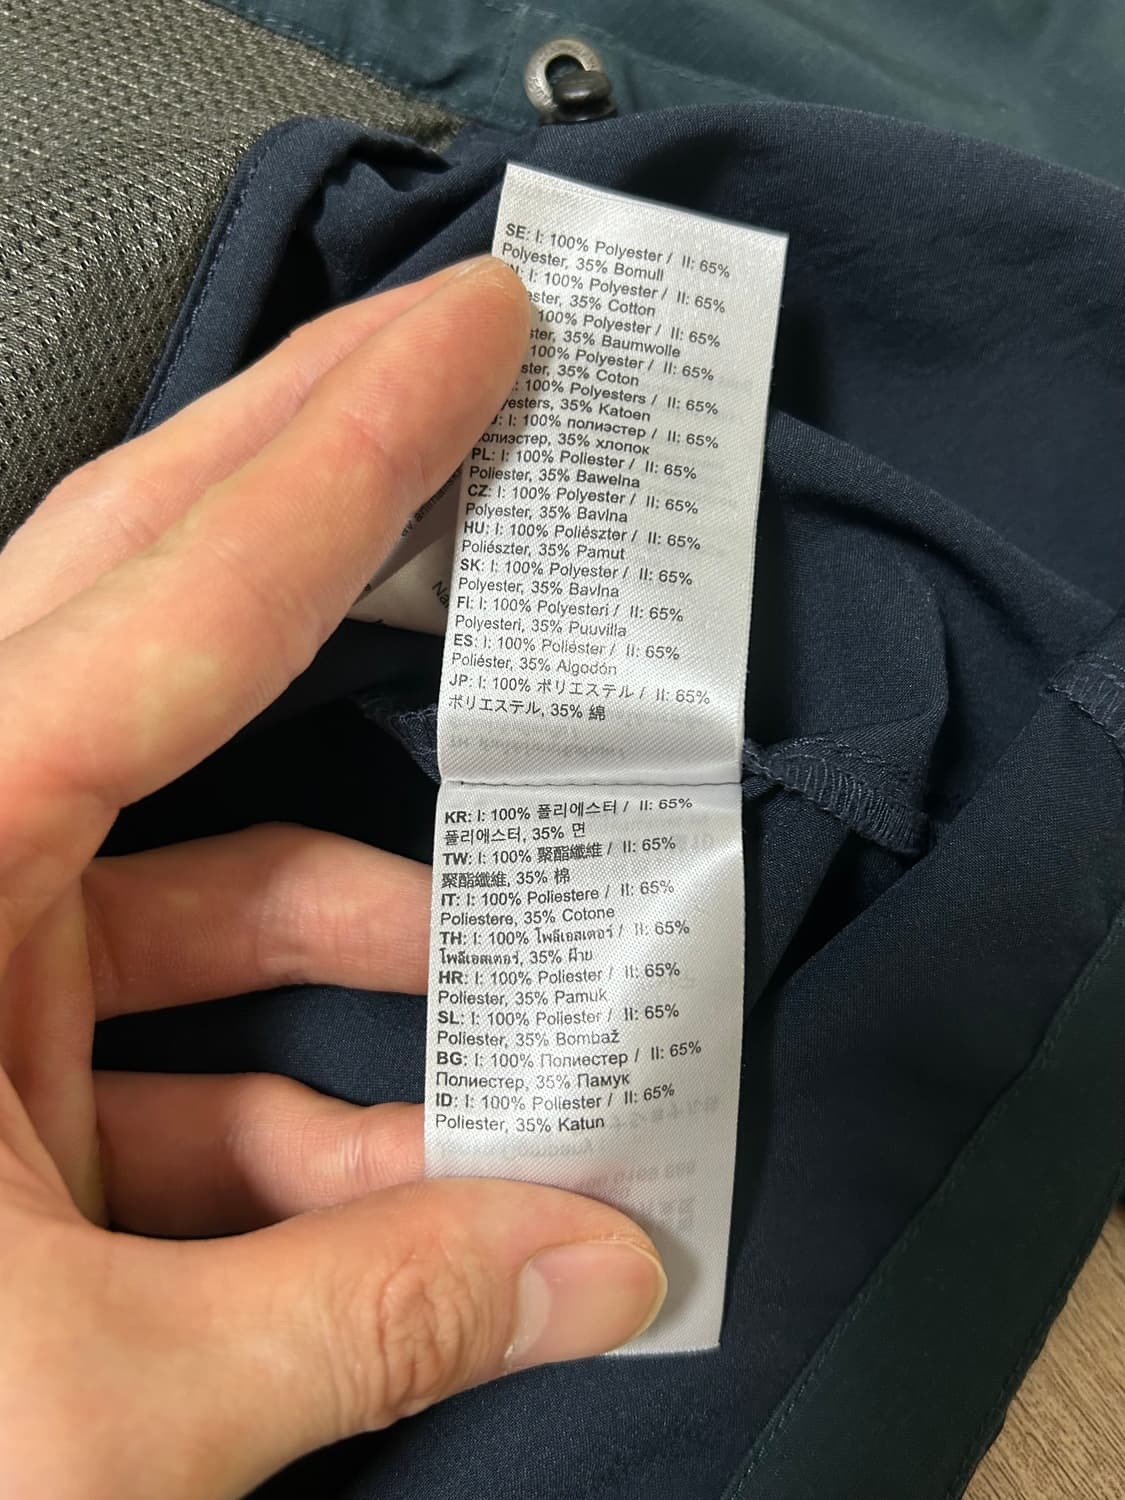 SE: I: 100% Polyester / II: 65%
Polyester, 35% Bomull
I: 100% Polyester / II: 65%
35% Cotton
100% Polyester / II: 65%
35% Baumwolle
100% Polyester / II: 65%
35% Coton
100% Polyesters / II: 65%
35% Katoen
I: 100% полиэстер / II: 65%
полиэстер, 35% хлопок
PL: I: 100% Poliester / II: 65%
Poliester, 35% Bawełna
CZ: I: 100% Polyester / II: 65%
Polyester, 35% Bavlna
HU: I: 100% Poliészter / II: 65%
Poliészter, 35% Pamut
SK: I: 100% Polyester / II: 65%
Polyester, 35% Bavlna
FI: I: 100% Polyesteri / II: 65%
Polyesteri, 35% Puuvilla
ES: I: 100% Poliéster / II: 65%
Poliéster, 35% Algodón
JP: I: 100% ポリエステル / II: 65%
ポリエステル, 35% 綿
KR: I: 100% 폴리에스터 / II: 65%
폴리에스터, 35% 면
TW: I: 100% 聚酯纖維 / II: 65%
聚酯纖維, 35% 棉
IT: I: 100% Poliestere / II: 65%
Poliestere, 35% Cotone
TH: I: 100% โพลีเอสเตอร์ / II: 65%
โพลีเอสเตอร์, 35% ฝ้าย
HR: I: 100% Poliester / II: 65%
Poliester, 35% Pamuk
SL: I: 100% Poliester / II: 65%
Poliester, 35% Bombaž
BG: I: 100% Полиестер / II: 65%
Полиестер, 35% Памук
ID: I: 100% Poliester / II: 65%
Poliester, 35% Katun